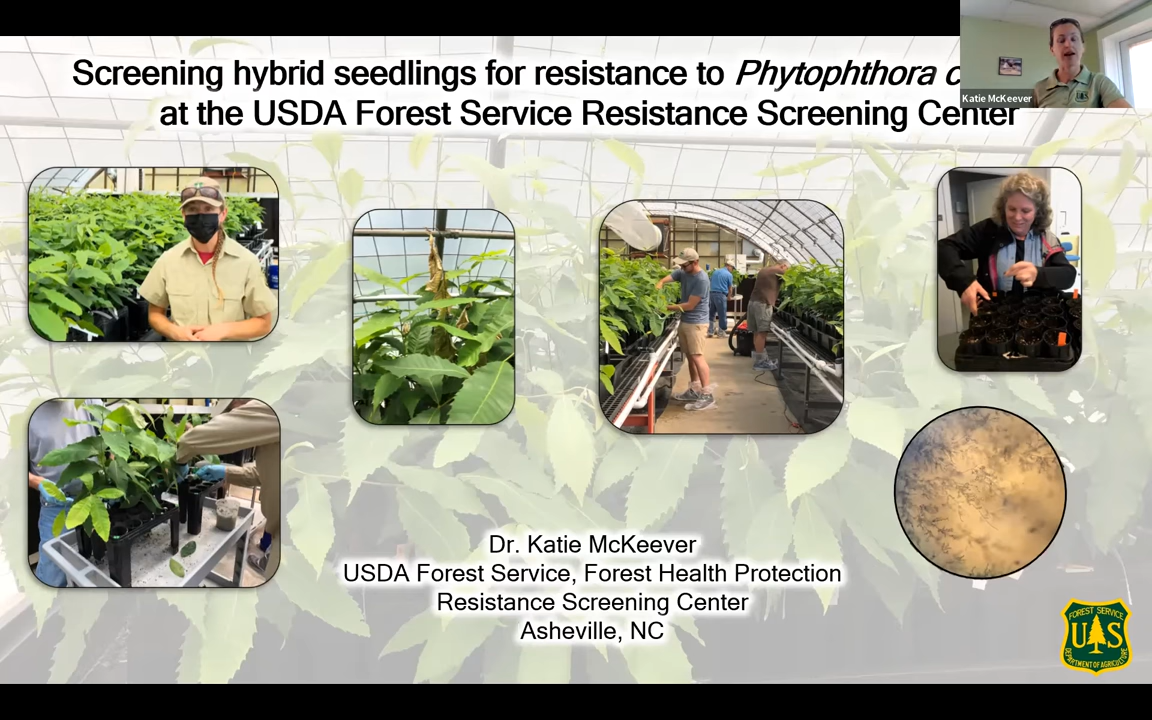 Screening hybrid seedlings for resistance to Phytophthora
at the USDA Forest Service Resistance Screening Center
Katie McKeever
Dr. Katie McKeever
USDA Forest Service, Forest Health Protection
Resistance Screening Center
Asheville, NC
FOREST SERVICE
U S
DEPARTMENT OF AGRICULTURE